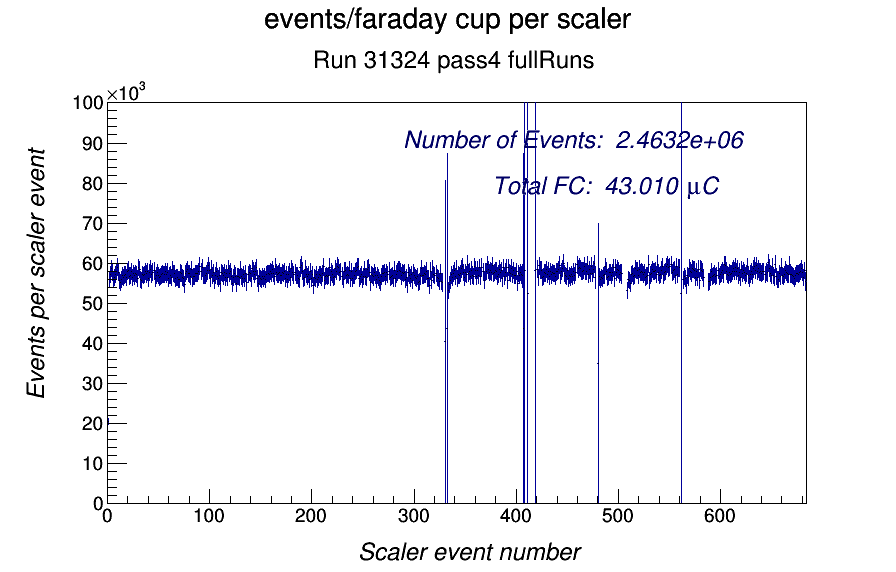 events/faraday cup per scaler
Run 31324 pass4 fullRuns
×10³
100
90
80
70
60
50
40
30
20
10
0
Events per scaler event
Number of Events: 2.4632e+06
Total FC: 43.010 μC
0 100 200 300 400 500 600
Scaler event number